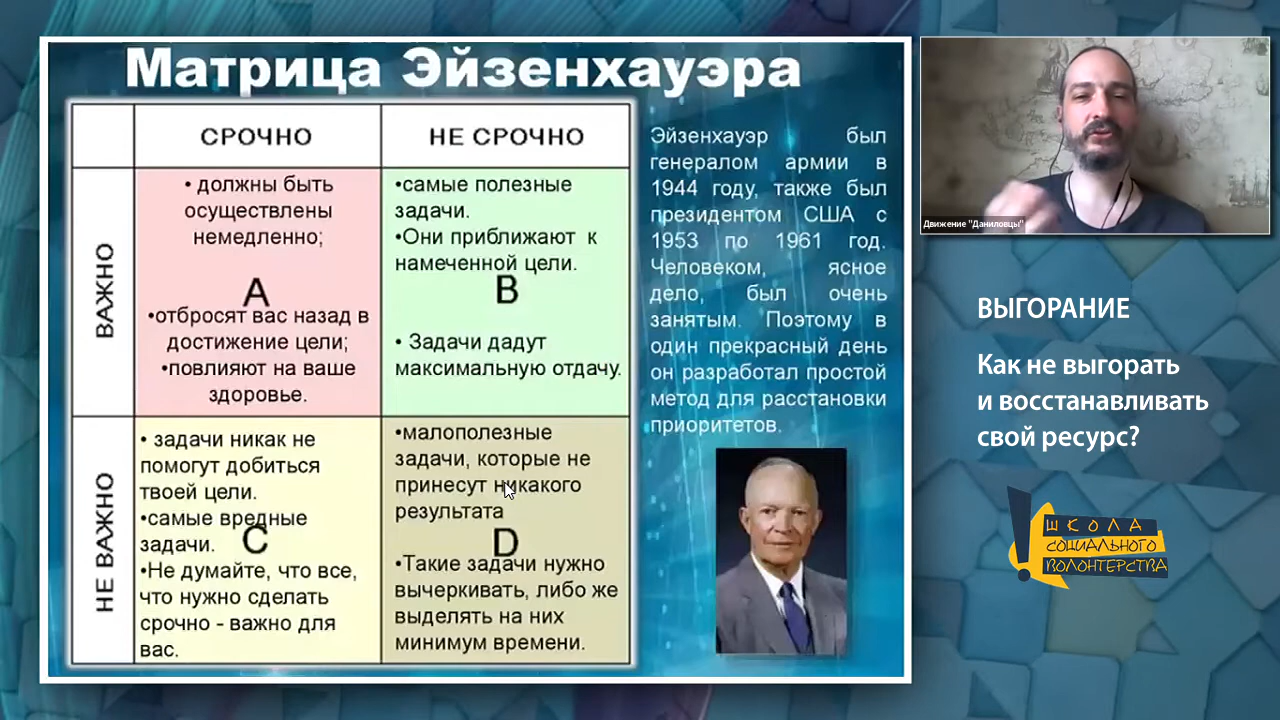 Матрица Эйзенхауэра
СРОЧНО
НЕ СРОЧНО
ВАЖНО
• должны быть
осуществлены
немедленно;
А
•отбросят вас назад в
достижение цели;
•повлияют на ваше
здоровье.
•самые полезные
задачи.
•Они приближают к
намеченной цели.
В
• Задачи дадут
максимальную отдачу.
НЕ ВАЖНО
• задачи никак не
помогут добиться
твоей цели.
•самые вредные
задачи.
С
•Не думайте, что все,
что нужно сделать
срочно - важно для
вас.
•малополезные
задачи, которые не
принесут никакого
результата
D
•Такие задачи нужно
вычеркивать, либо же
выделять на них
минимум времени.
Эйзенхауэр был
генералом армии в
1944 году, также был
президентом США с
1953 по 1961 год.
Человеком, ясное
дело, был очень
занятым. Поэтому в
один прекрасный день
он разработал простой
метод для расстановки
приоритетов.
Движение "Даниловцы"
ВЫГОРАНИЕ
Как не выгорать
и восстанавливать
свой ресурс?
ШКОЛА
СОЦИАЛЬНОГО
ВОЛОНТЕРСТВА